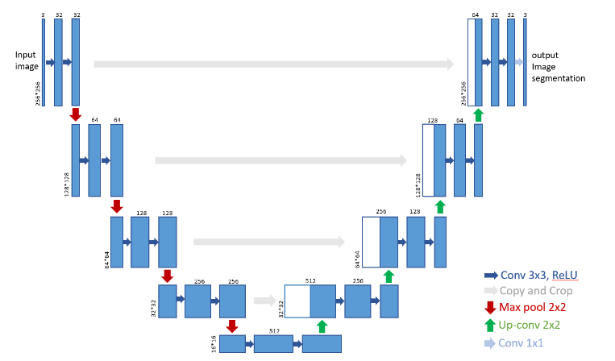 3 32 32
Input
image
256*256
64 32 32 3
output
Image
segmentation
256*256
64 64
128*128
128 64
128*128
128 128
64*64
256 128
64*64
256 256
32*32
512 256
32*32
512
16*16
Conv 3x3, ReLU
Copy and Crop
Max pool 2x2
Up-conv 2x2
Conv 1x1